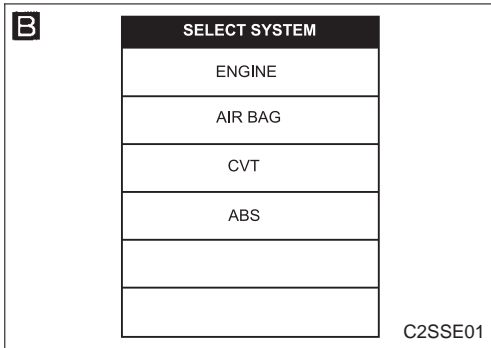 B
SELECT SYSTEM
ENGINE
AIR BAG
CVT
ABS
C2SSE01